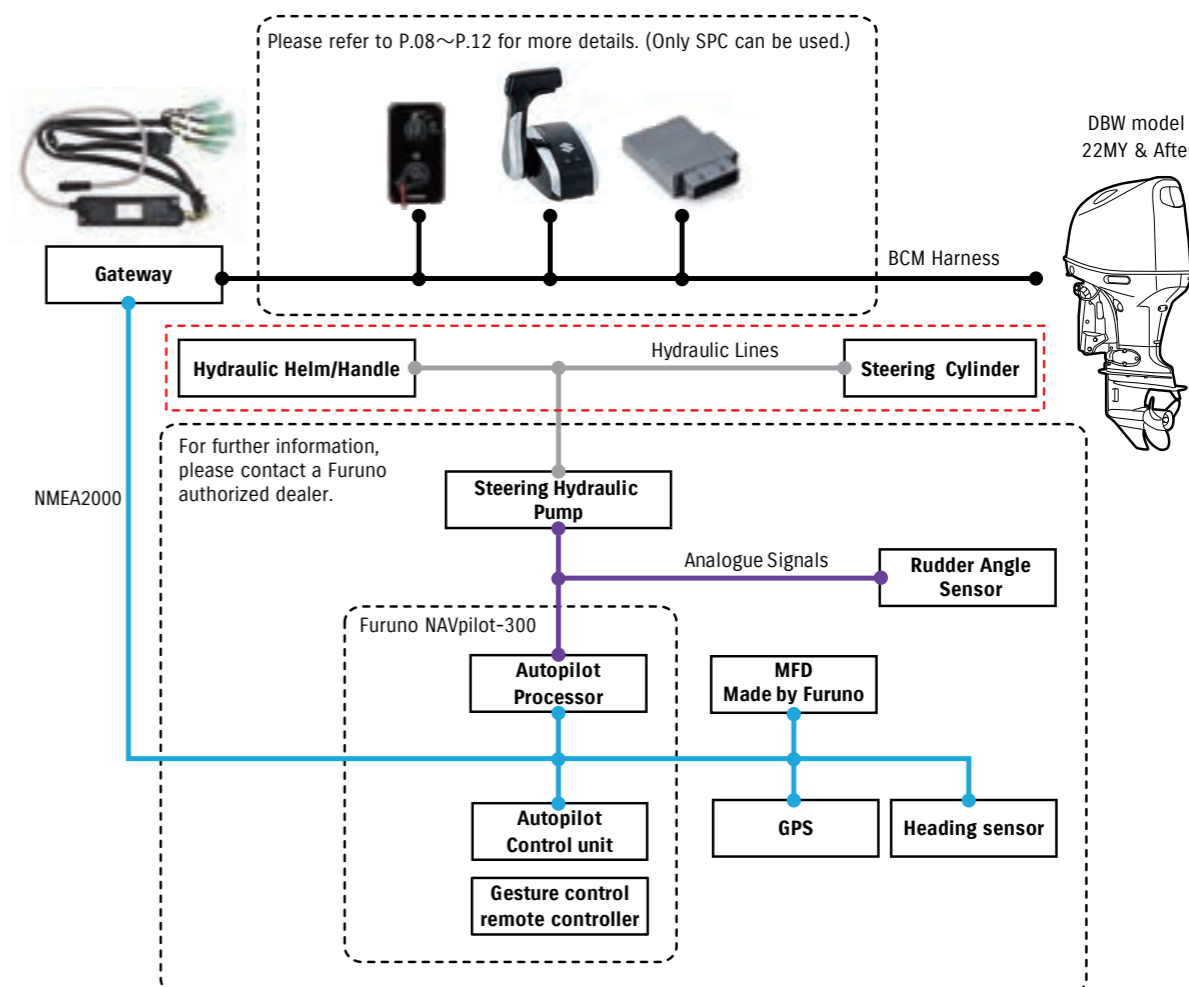 Please refer to P.08～P.12 for more details. (Only SPC can be used.)
DBW model
22MY & After
Gateway
BCM Harness
Hydraulic Lines
Hydraulic Helm/Handle
Steering Cylinder
For further information,
please contact a Furuno
authorized dealer.
NMEA2000
Steering Hydraulic
Pump
Analogue Signals
Rudder Angle
Sensor
Furuno NAVpilot-300
Autopilot
Processor
MFD
Made by Furuno
Autopilot
Control unit
GPS
Heading sensor
Gesture control
remote controller